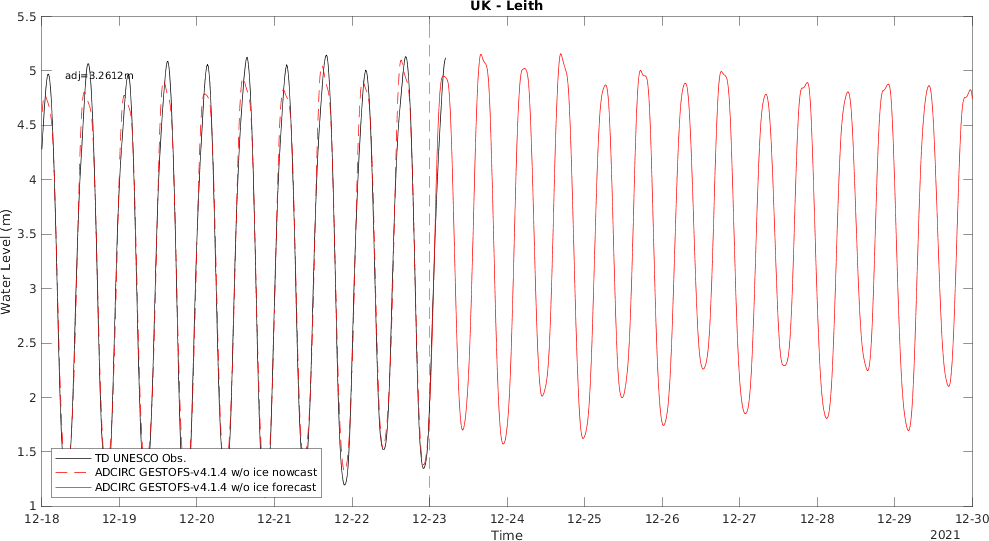 UK - Leith
5.5
5
4.5
4
3.5
3
2.5
2
1.5
1
Water Level (m)
adj=3.2612m
TD UNESCO Obs.
ADCIRC GESTOFS-v4.1.4 w/o ice nowcast
ADCIRC GESTOFS-v4.1.4 w/o ice forecast
12-18 12-19 12-20 12-21 12-22 12-23 12-24 12-25 12-26 12-27 12-28 12-29 12-30
Time
2021